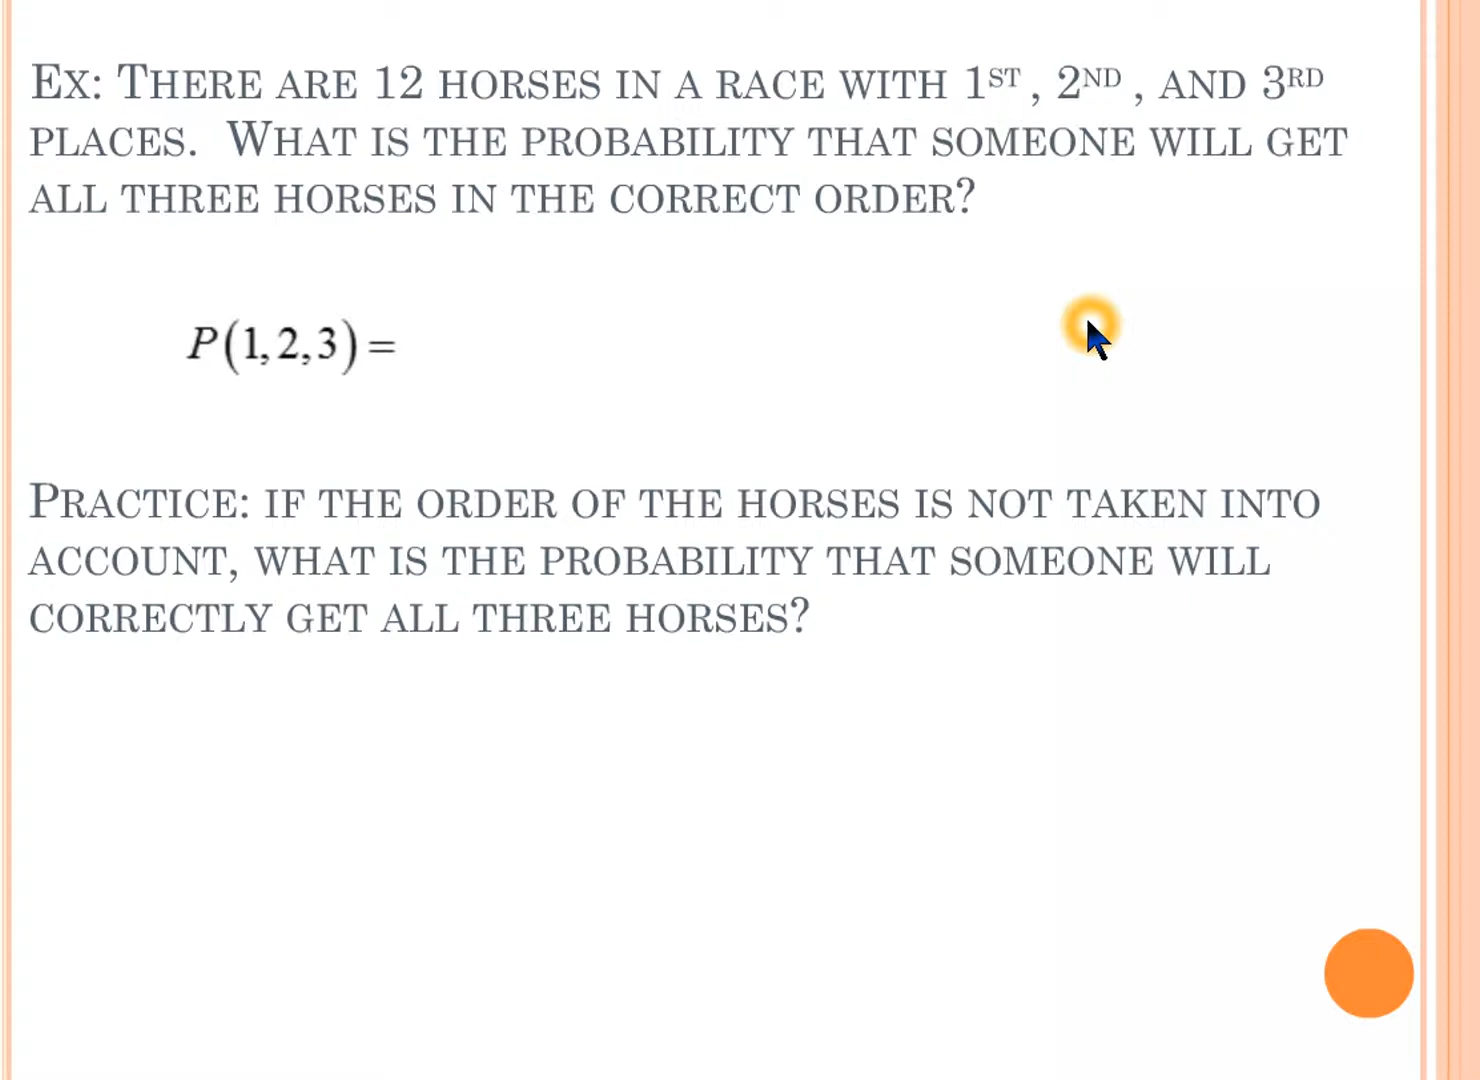 Ex: There are 12 horses in a race with 1st , 2nd , and 3rd
places.  What is the probability that someone will get
all three horses in the correct order?
P(1,2,3)=
Practice: if the order of the horses is not taken into
account, what is the probability that someone will
correctly get all three horses?